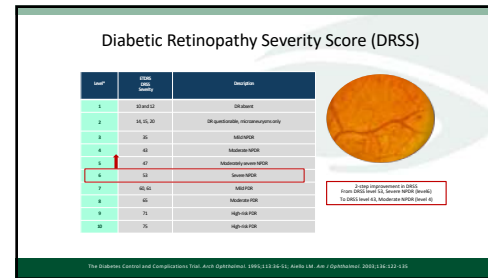 Diabetic Retinopathy Severity Score (DRSS)
Level* ETDRS DRSS Severity Description
1 10 and 12 DR absent
2 14, 15, 20 DR questionable, microaneurysms only
3 35 Mild NPDR
4 43 Moderate NPDR
5 47 Moderately severe NPDR
6 53 Severe NPDR
7 60, 61 Mild PDR
8 65 Moderate PDR
9 71 High-risk PDR
10 75 High-risk PDR
2-step improvement in DRSS
From DRSS level 53, Severe NPDR (level6)
To DRSS level 43, Moderate NPDR (level 4)
The Diabetes Control and Complications Trial. Arch Ophthalmol. 1995;113:36-51; Aiello LM. Am J Ophthalmol. 2003;136:122-135